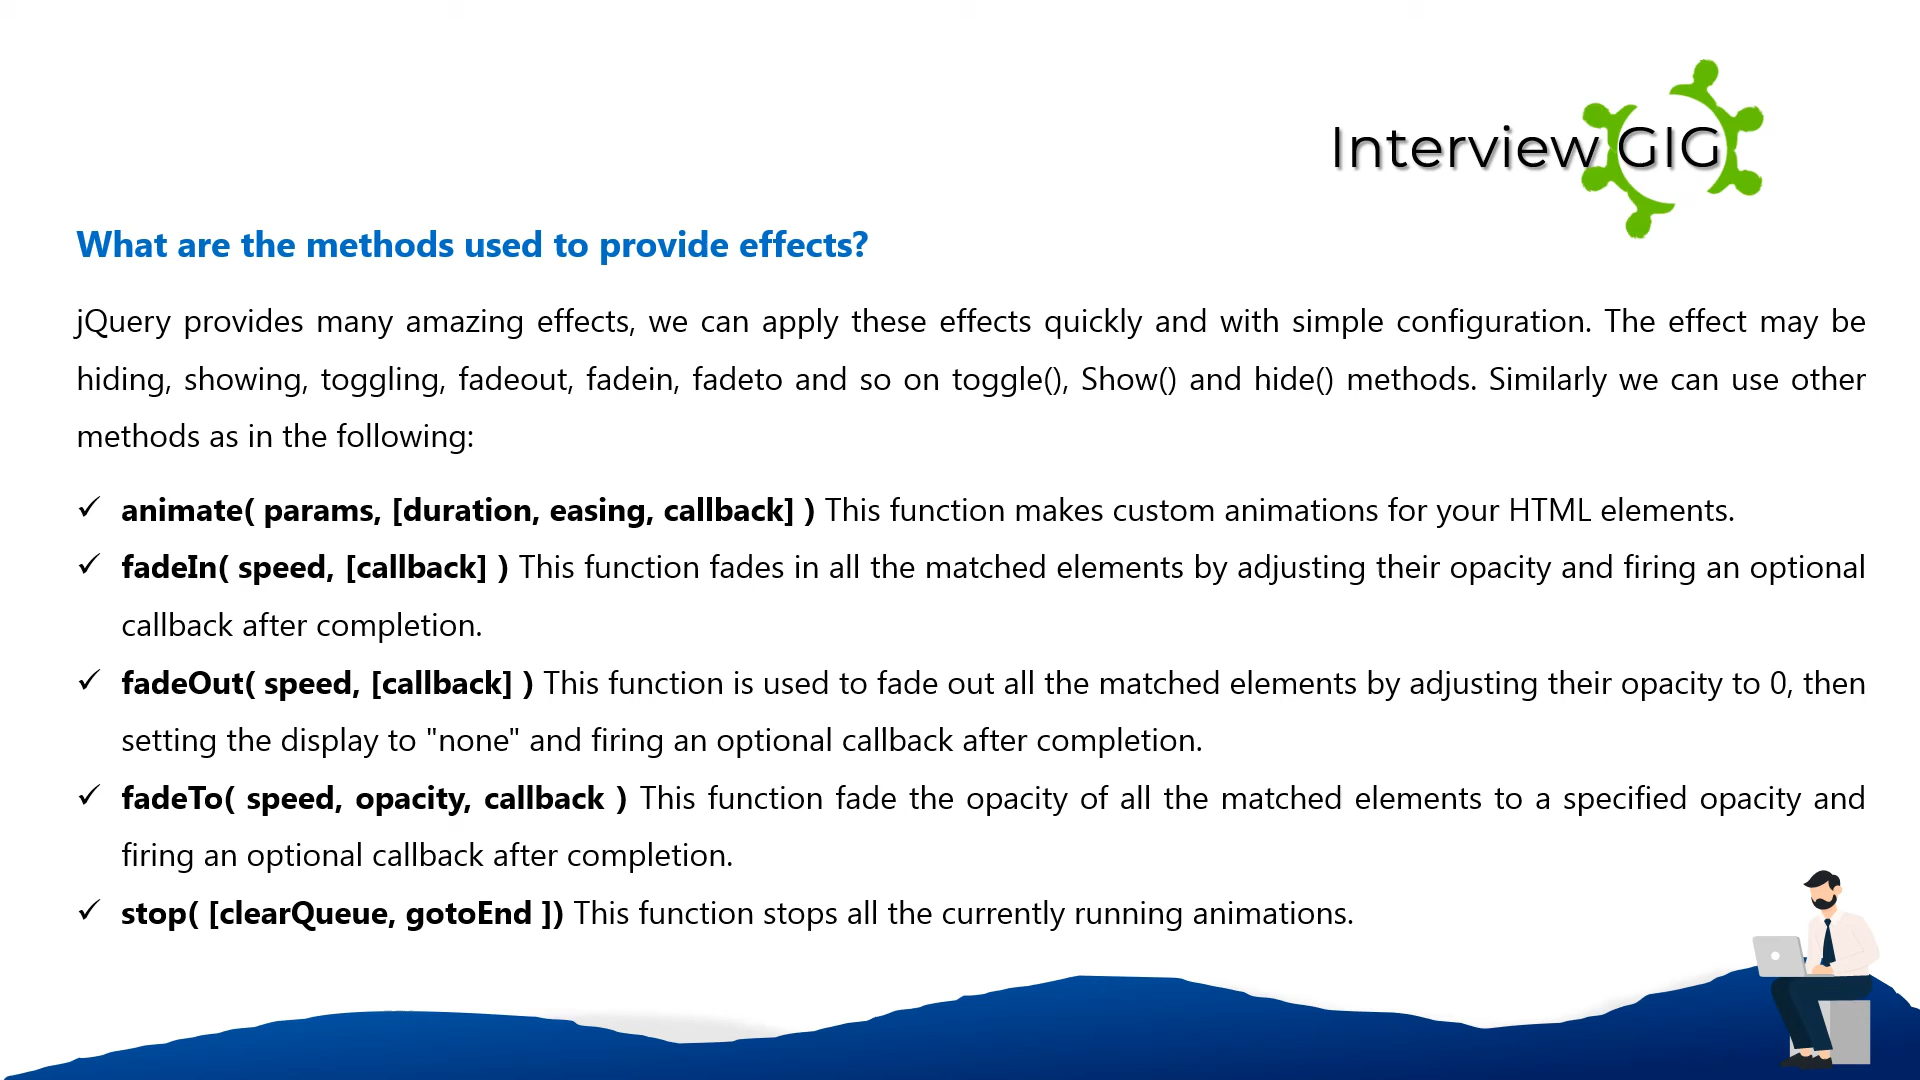 Interview GIG
What are the methods used to provide effects?
jQuery provides many amazing effects, we can apply these effects quickly and with simple configuration. The effect may be
hiding, showing, toggling, fadeout, fadein, fadeto and so on toggle(), Show() and hide() methods. Similarly we can use other
methods as in the following:
✓ animate( params, [duration, easing, callback] ) This function makes custom animations for your HTML elements.
✓ fadeIn( speed, [callback] ) This function fades in all the matched elements by adjusting their opacity and firing an optional
callback after completion.
✓ fadeOut( speed, [callback] ) This function is used to fade out all the matched elements by adjusting their opacity to 0, then
setting the display to "none" and firing an optional callback after completion.
✓ fadeTo( speed, opacity, callback ) This function fade the opacity of all the matched elements to a specified opacity and
firing an optional callback after completion.
✓ stop( [clearQueue, gotoEnd ]) This function stops all the currently running animations.